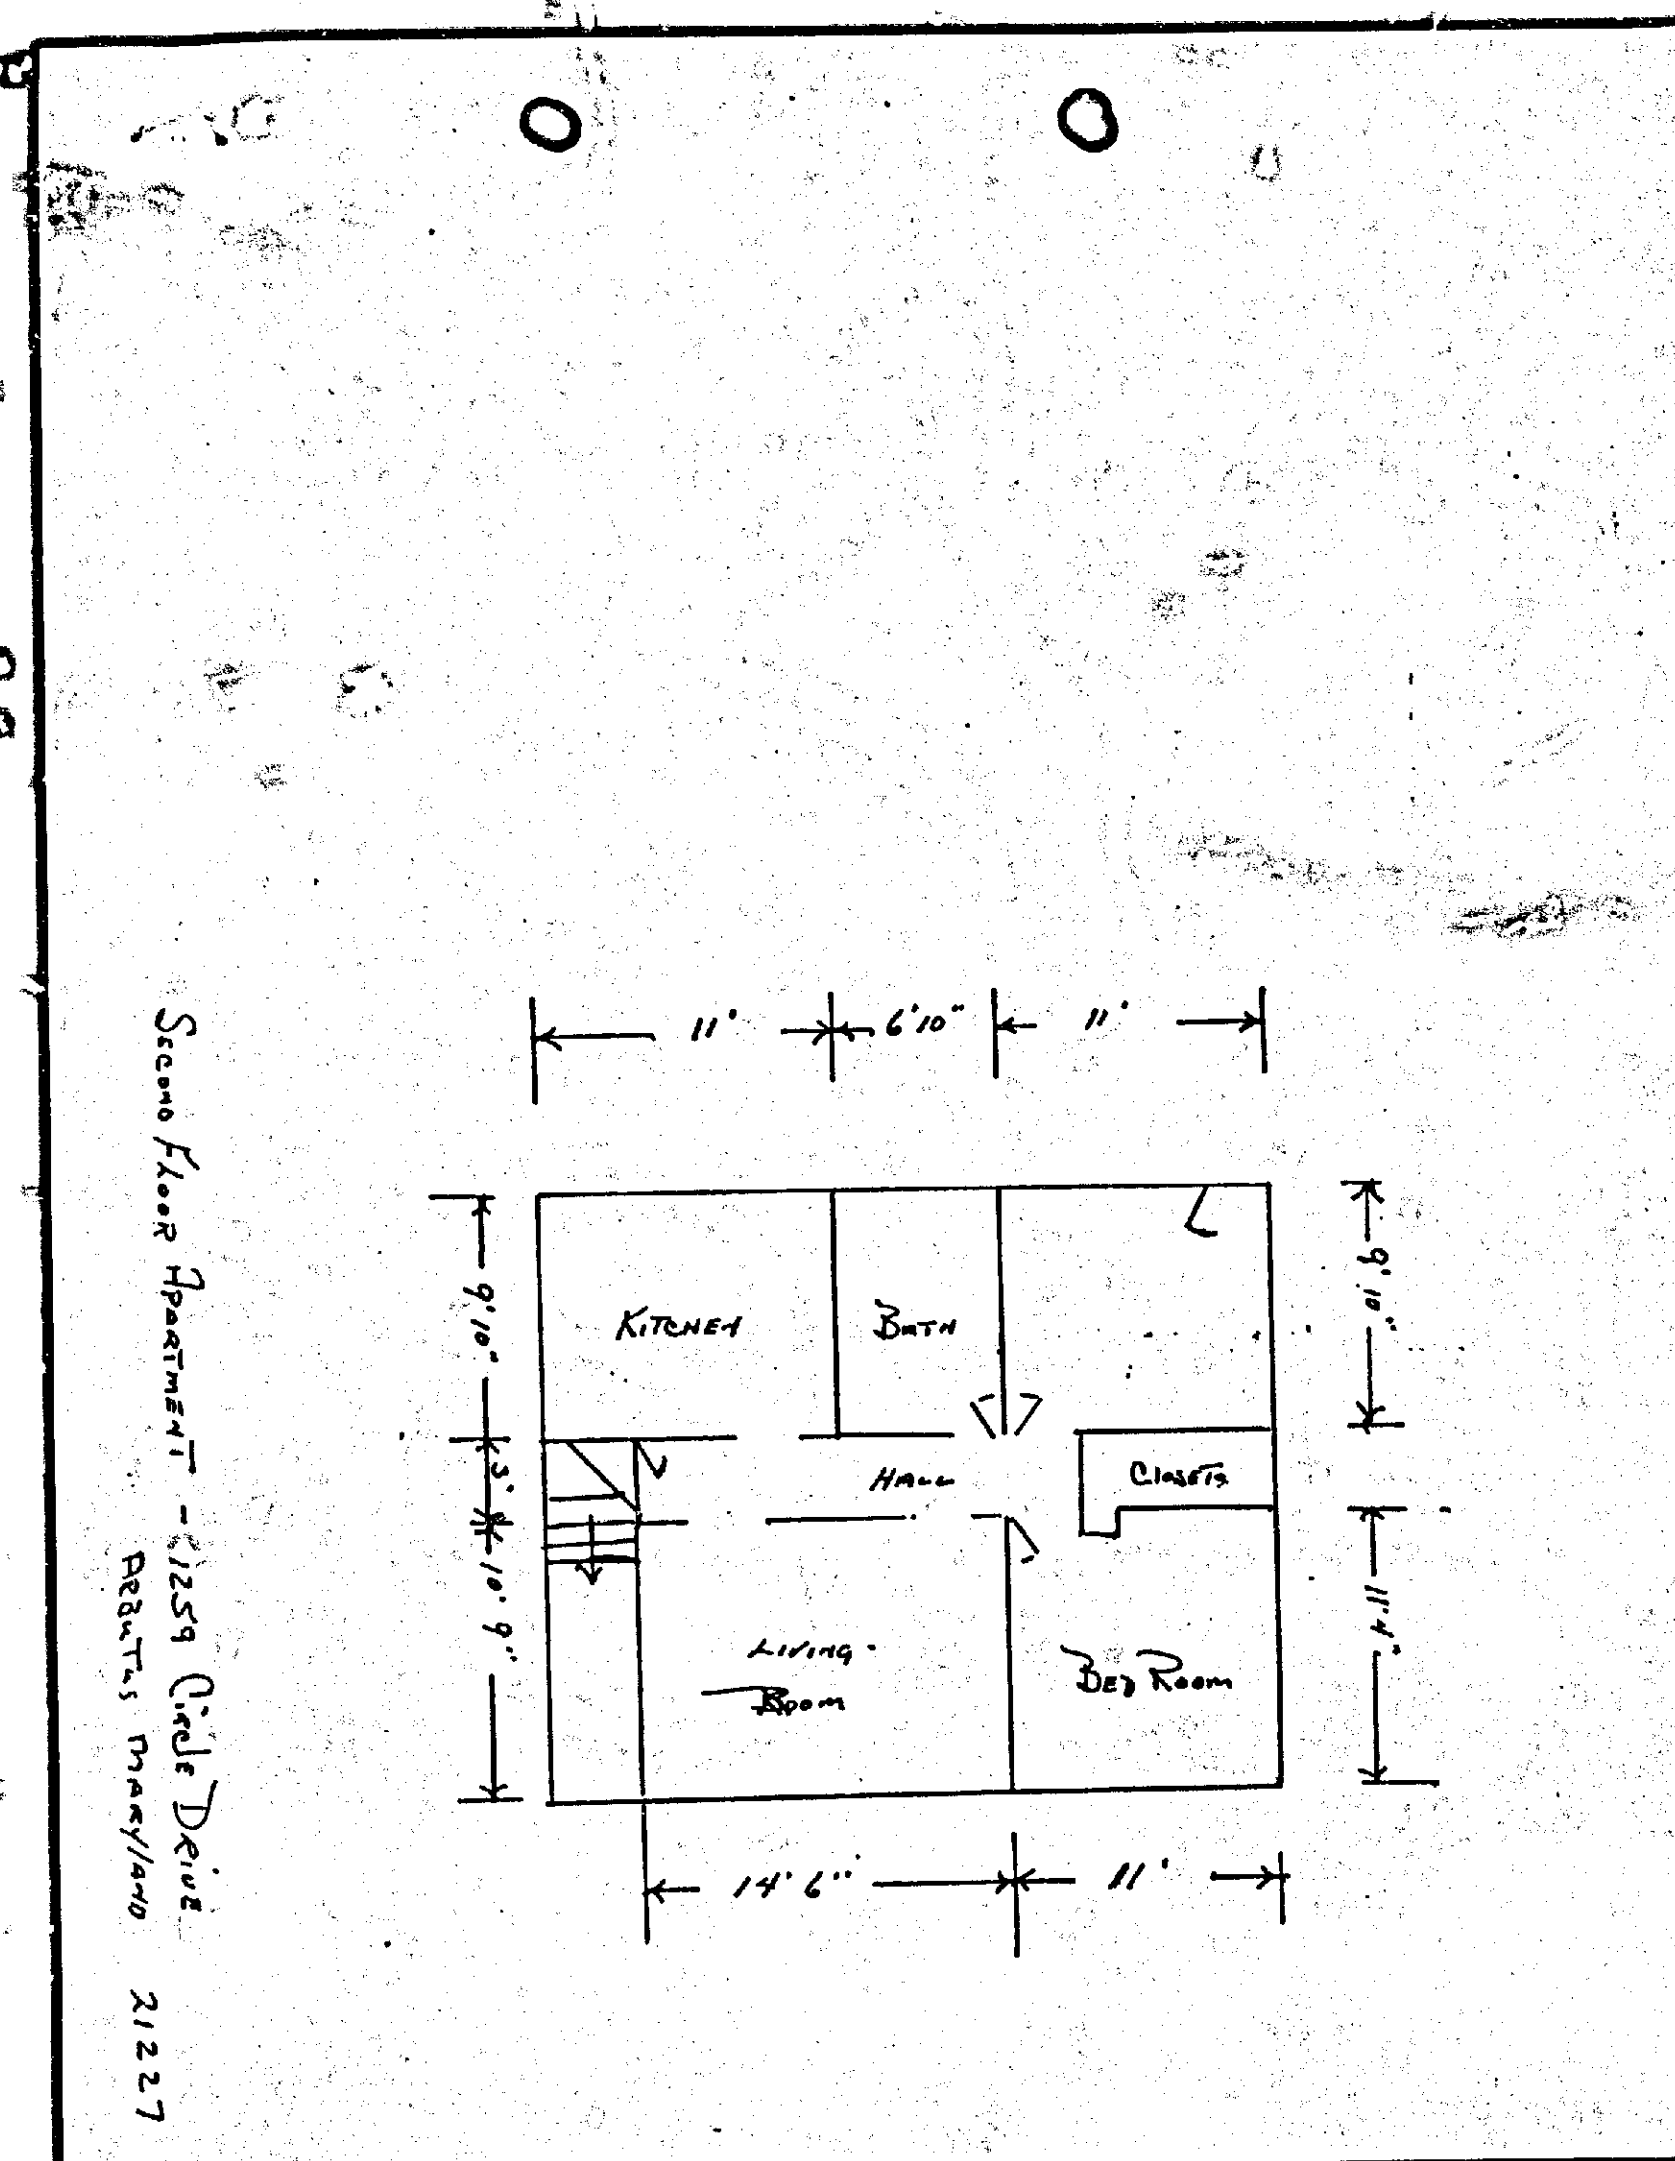 11' 6'10" 11'
9'10"
9'10"
KITCHEN BATH
3'
HALL CLOSETS
10'9"
11'4"
LIVING
ROOM
BED ROOM
14'6" 11'
SECOND FLOOR APARTMENT - 1259 CIRCLE DRIVE
ARBUTUS MARYLAND 21227